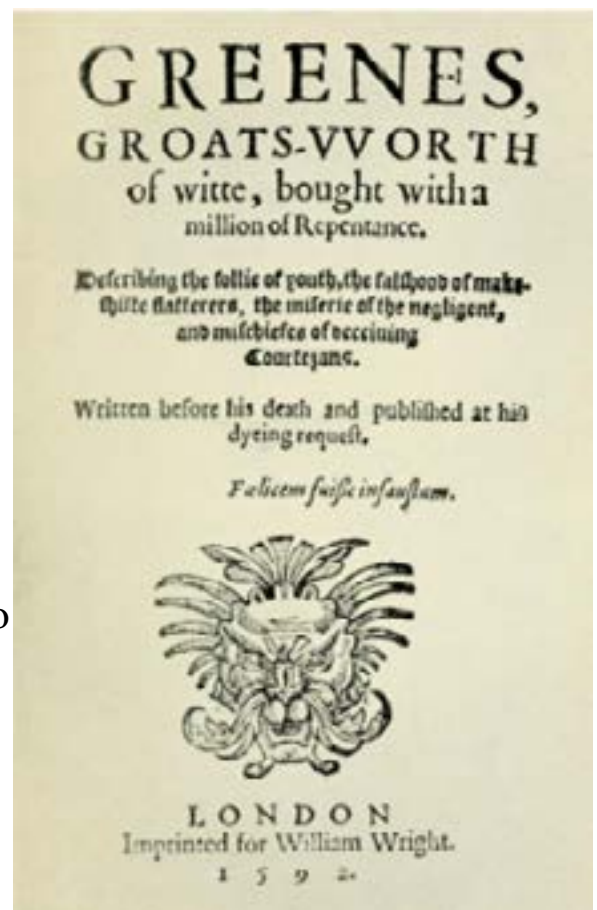 GREENES,
GROATS-VVORTH
of witte, bought with a
million of Repentance.
Deſcribing the follie of youth, the falſhood of make-
ſhifte flatterers, the miſerie of the negligent,
and miſchiefes of deceiuing
Courtezans.
Written before his death and publiſhed at his
dyeing requeſt.
Fœlicem fuiſſe infauſtum.
LONDON
Imprinted for William Wright.
1592.